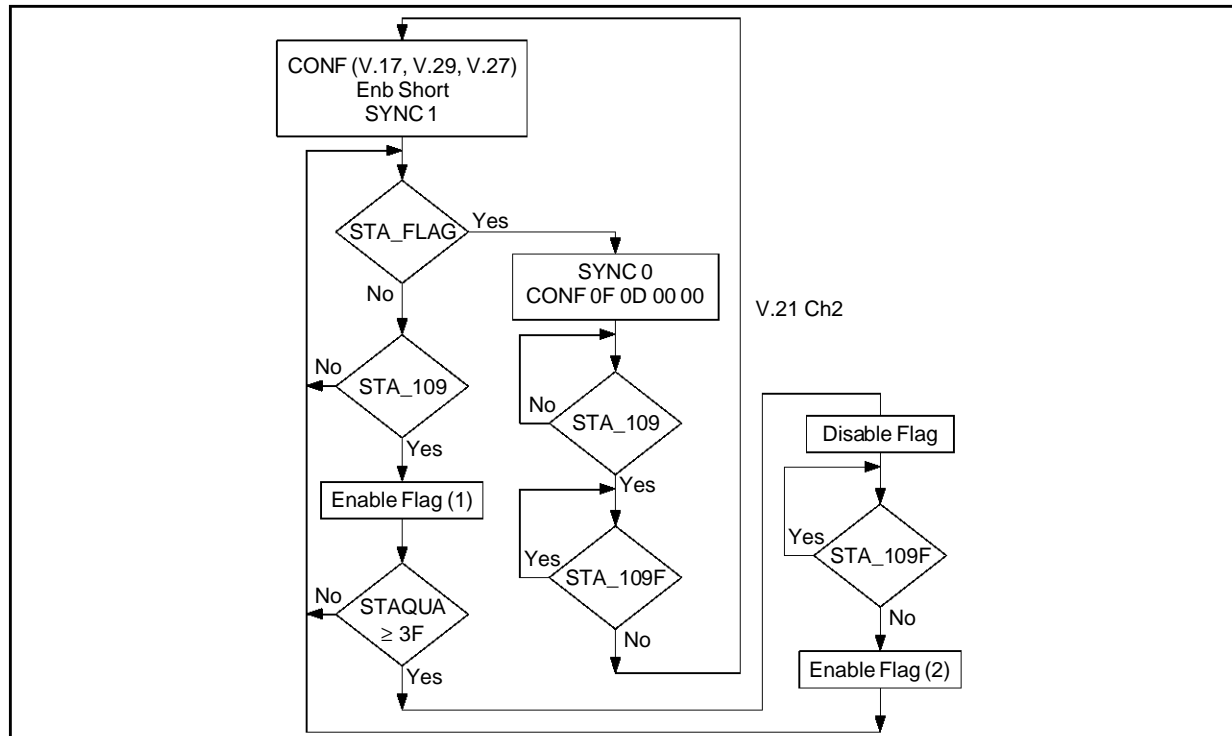 CONF (V.17, V.29, V.27)
Enb Short
SYNC 1
STA_FLAG
Yes
No
SYNC 0
CONF 0F 0D 00 00
V.21 Ch2
No
STA_109
Yes
Enable Flag (1)
No
STAQUA
≥ 3F
Yes
No
STA_109
Yes
Yes
STA_109F
No
Disable Flag
Yes
STA_109F
No
Enable Flag (2)